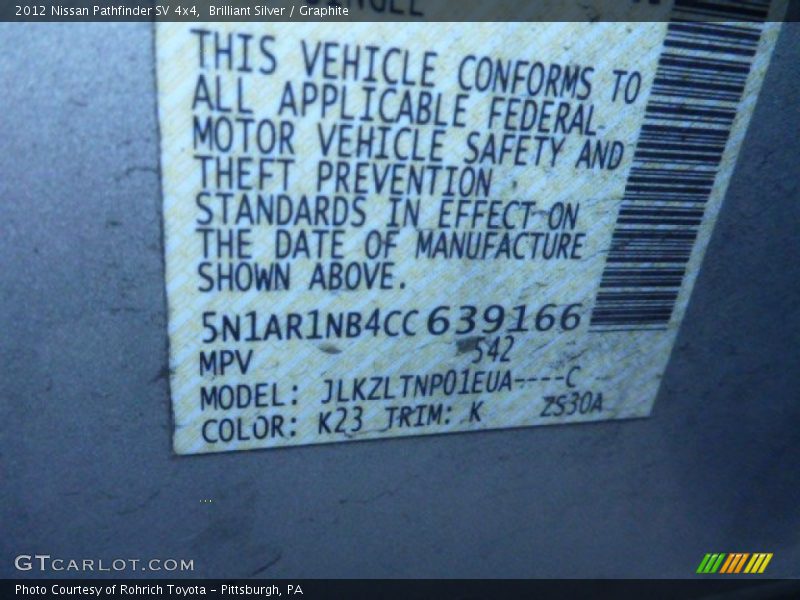 2012 Nissan Pathfinder SV 4x4, Brilliant Silver / Graphite
THIS VEHICLE CONFORMS TO
ALL APPLICABLE FEDERAL
MOTOR VEHICLE SAFETY AND
THEFT PREVENTION
STANDARDS IN EFFECT ON
THE DATE OF MANUFACTURE
SHOWN ABOVE.
5N1AR1NB4CC639166
MPV 542
MODEL: JLKZLTNP01EUA----C
COLOR: K23 TRIM: K ZS30A
GTCARLOT.COM
Photo Courtesy of Rohrich Toyota - Pittsburgh, PA